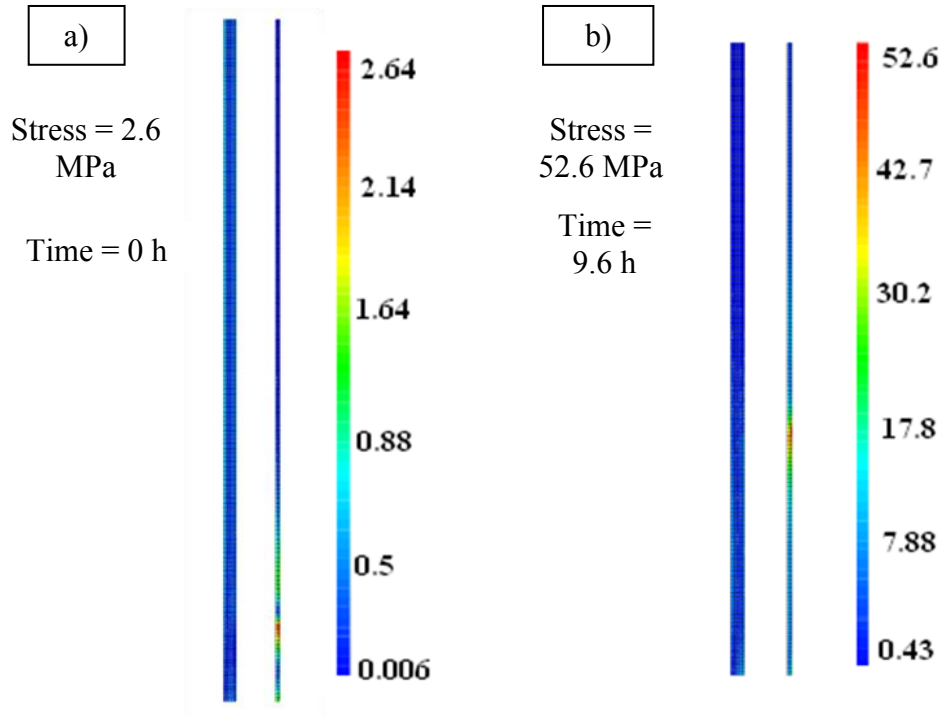 a)
Stress = 2.6
MPa
Time = 0 h
2.64
2.14
1.64
0.88
0.5
0.006
b)
Stress =
52.6 MPa
Time =
9.6 h
52.6
42.7
30.2
17.8
7.88
0.43